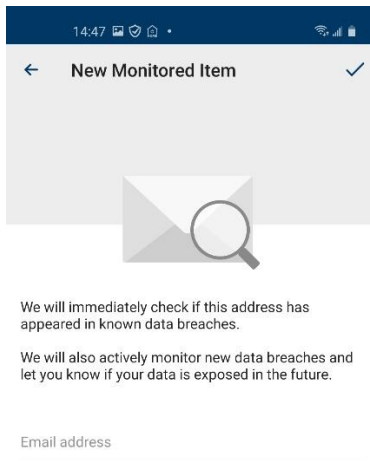 14:47
New Monitored Item
We will immediately check if this address has
appeared in known data breaches.
We will also actively monitor new data breaches and
let you know if your data is exposed in the future.
Email address